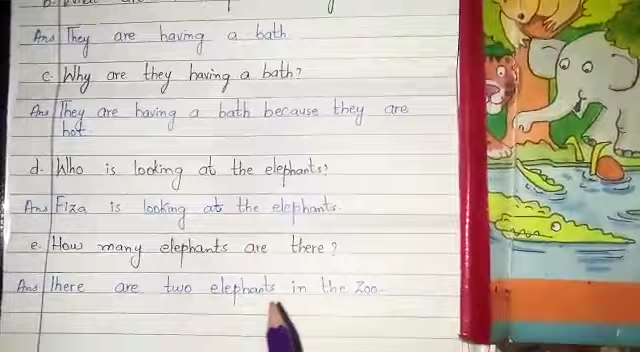 Ans They are having a bath
c. Why are they having a bath?
Ans They are having a bath because they are
hot.
d. Who is looking at the elephants?
Ans Fiza is looking at the elephants.
e. How many elephants are there?
Ans There are two elephants in the Zoo.